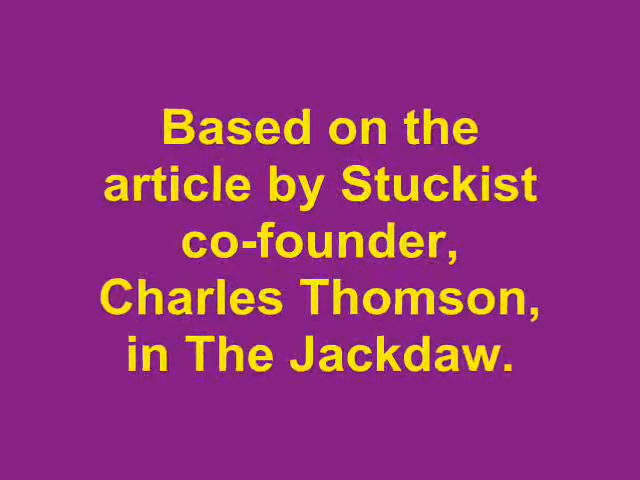 Based on the
article by Stuckist
co-founder,
Charles Thomson,
in The Jackdaw.